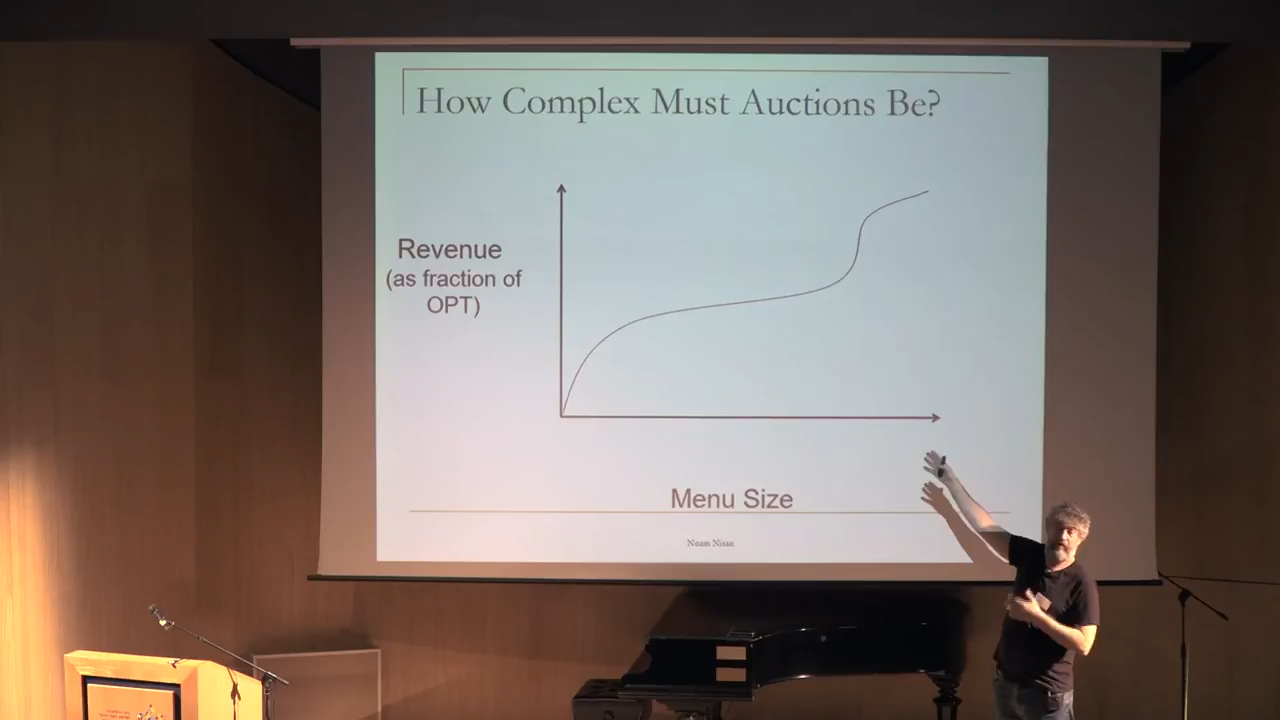 How Complex Must Auctions Be?
Revenue
(as fraction of
OPT)
Menu Size
Noam Nisan